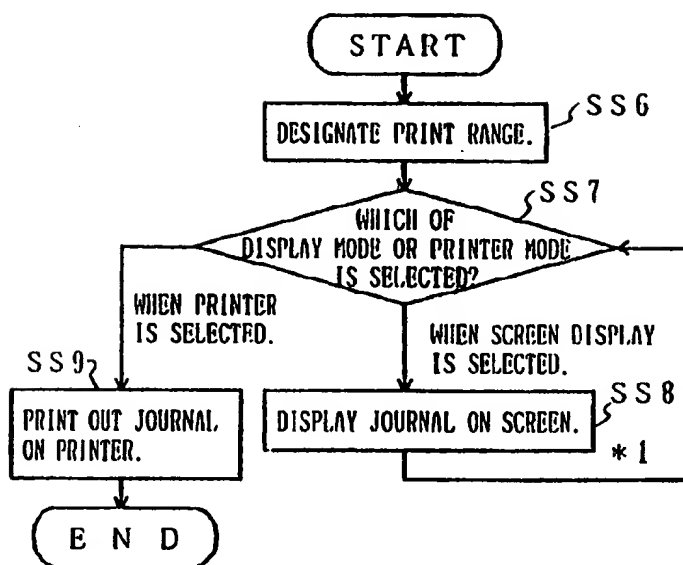 START
SS6
DESIGNATE PRINT RANGE.
SS7
WHICH OF
DISPLAY MODE OR PRINTER MODE
IS SELECTED?
WHEN PRINTER
IS SELECTED.
WHEN SCREEN DISPLAY
IS SELECTED.
SS9
PRINT OUT JOURNAL
ON PRINTER.
SS8
DISPLAY JOURNAL ON SCREEN.
*1
END